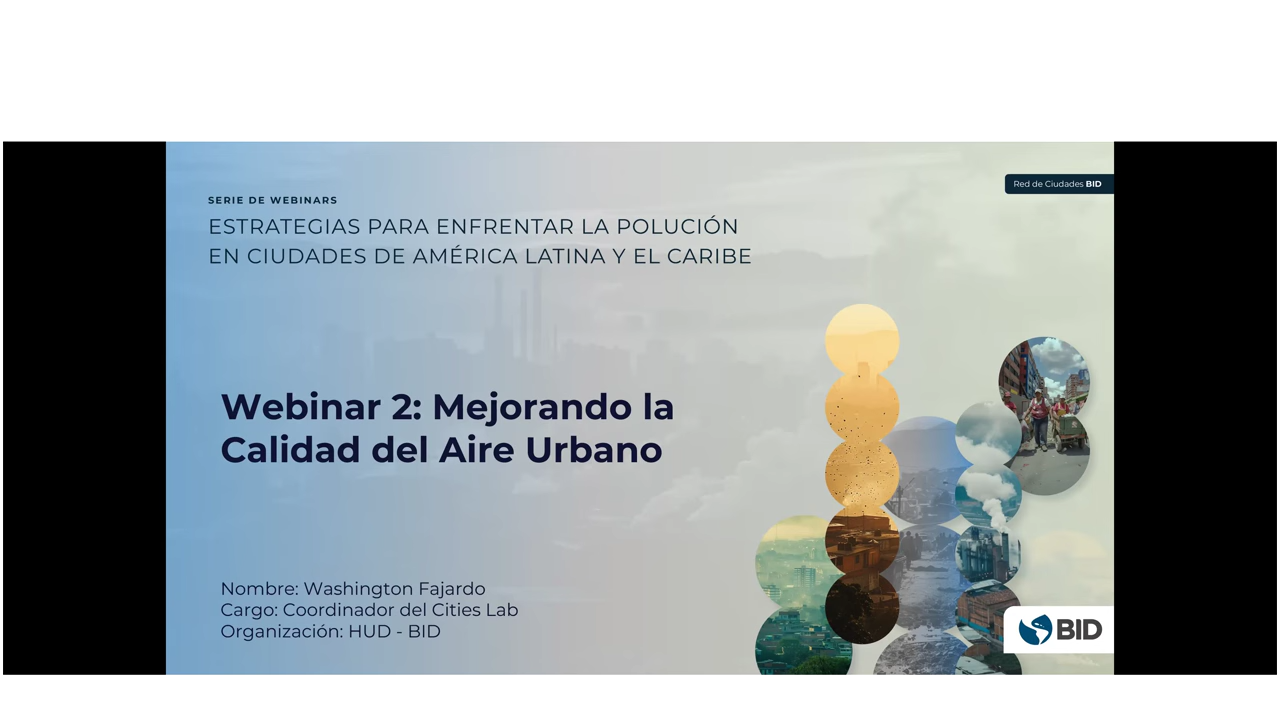 Red de Ciudades BID
SERIE DE WEBINARS
ESTRATEGIAS PARA ENFRENTAR LA POLUCIÓN
EN CIUDADES DE AMÉRICA LATINA Y EL CARIBE
Webinar 2: Mejorando la
Calidad del Aire Urbano
Nombre: Washington Fajardo
Cargo: Coordinador del Cities Lab
Organización: HUD - BID
BID